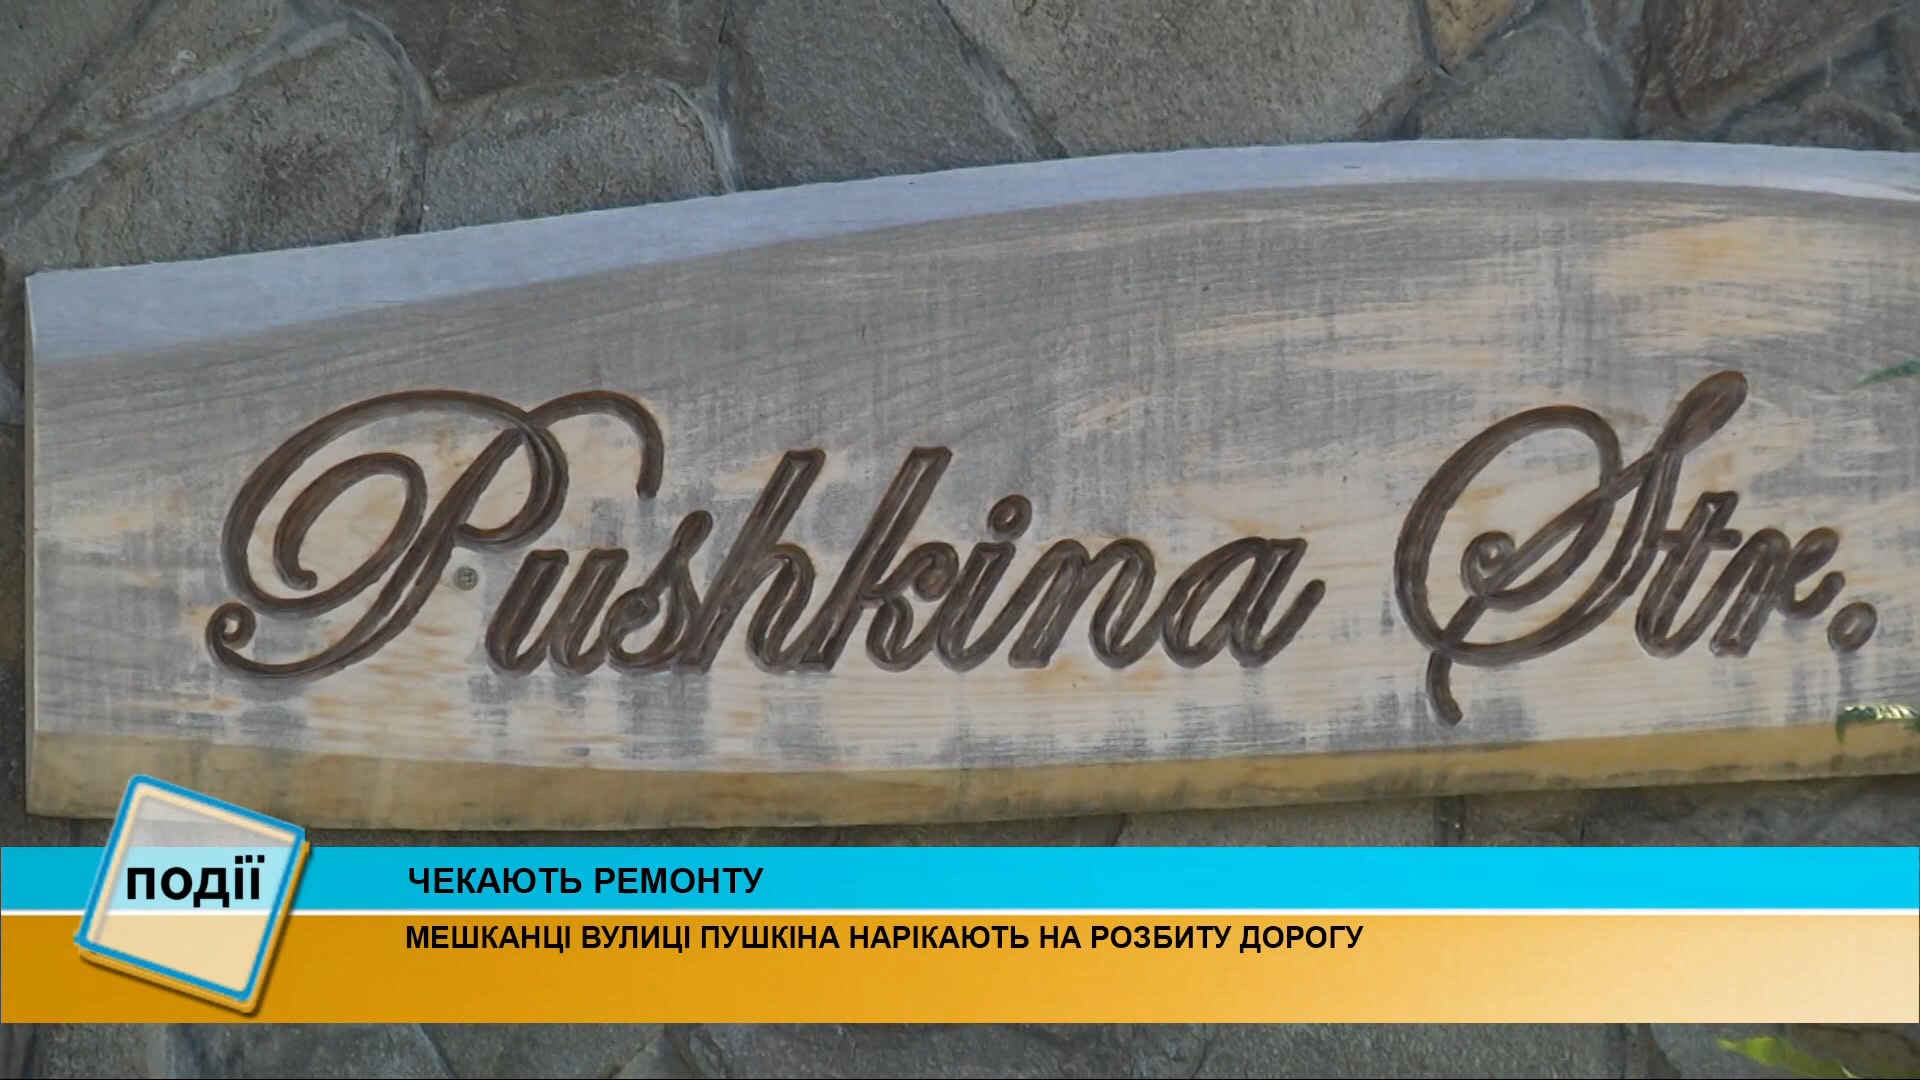 Pushkina Str.
події
ЧЕКАЮТЬ РЕМОНТУ
МЕШКАНЦІ ВУЛИЦІ ПУШКІНА НАРІКАЮТЬ НА РОЗБИТУ ДОРОГУ